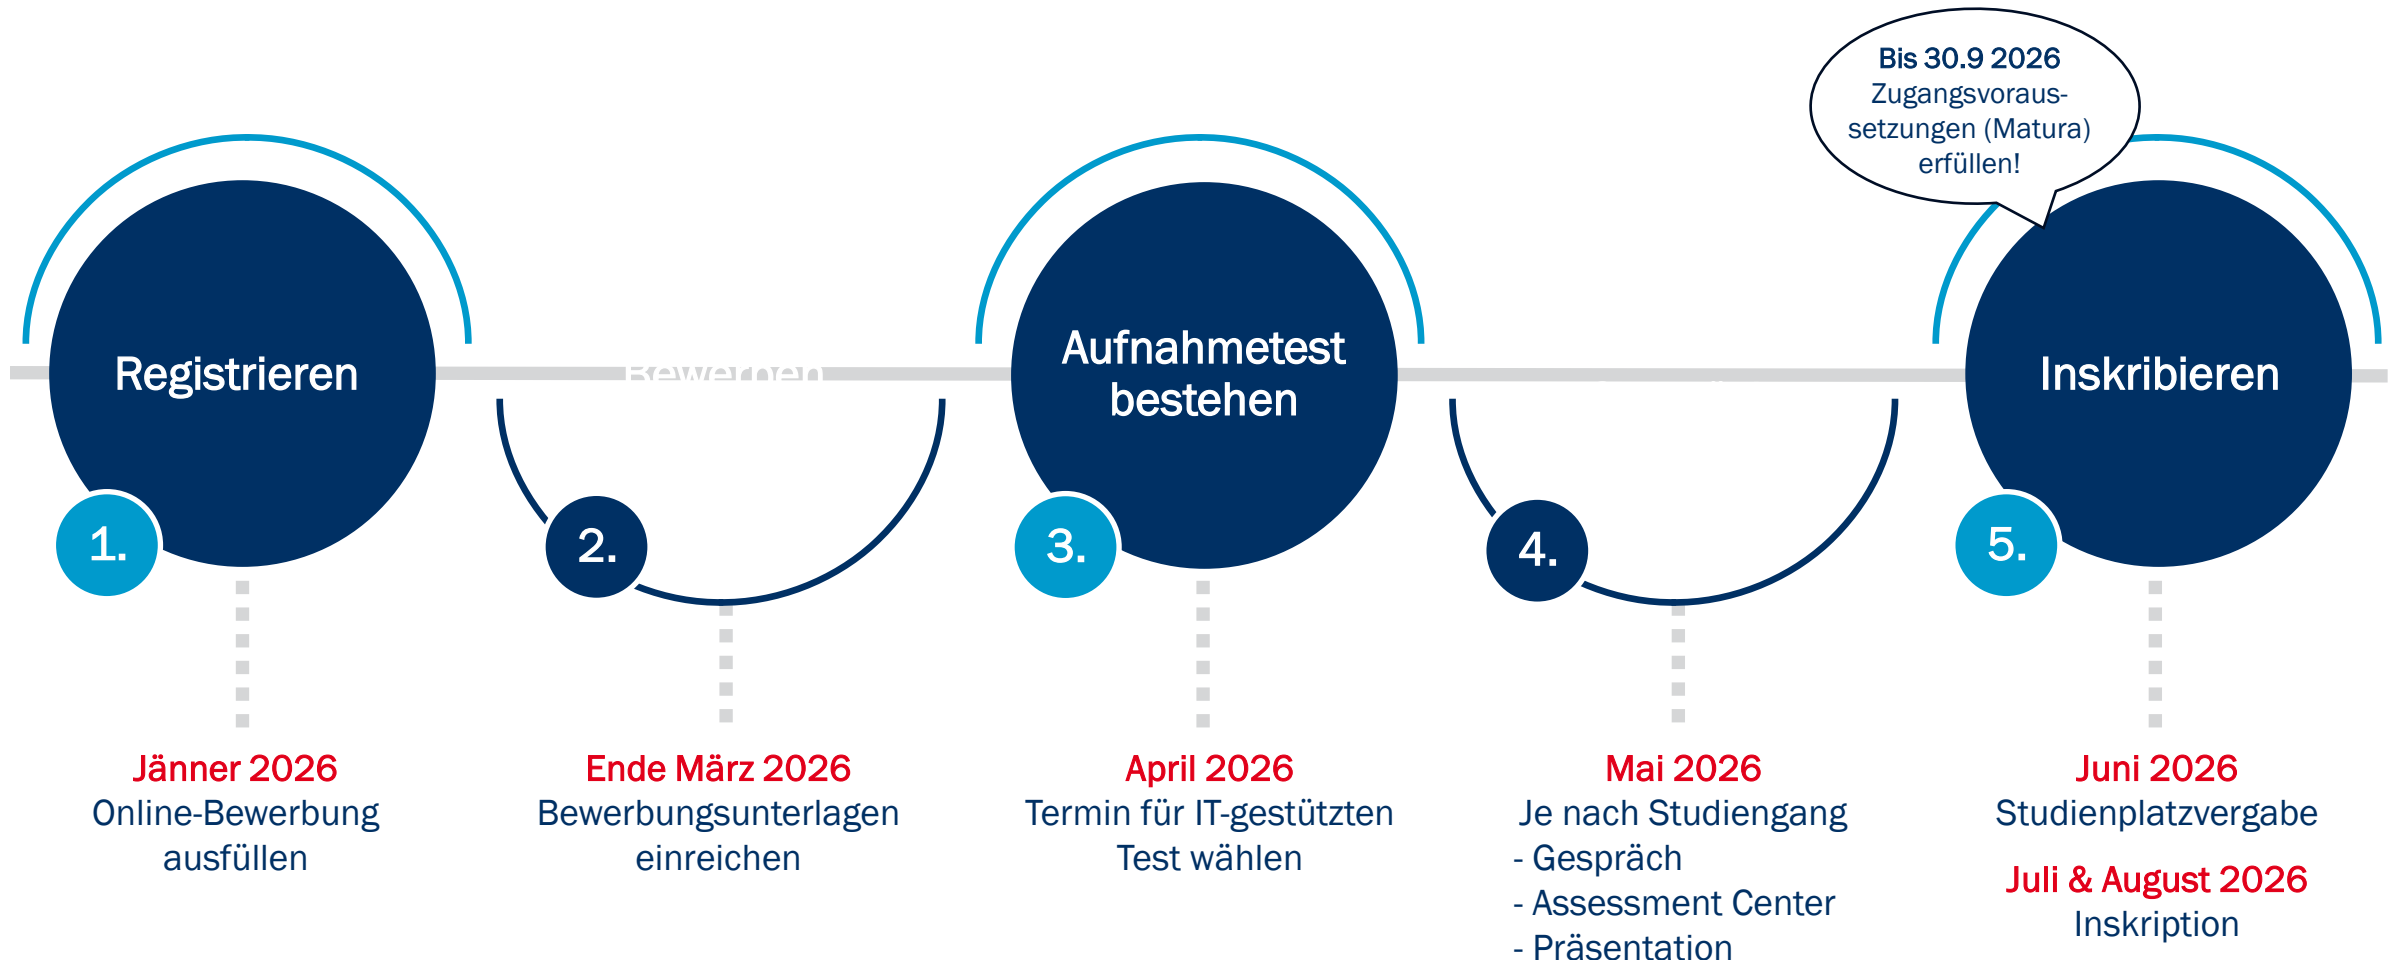 Bis 30.9 2026
Zugangsvoraus-
setzungen (Matura)
erfüllen!
Registrieren
1.
Jänner 2026
Online-Bewerbung
ausfüllen
Bewerben
2.
Ende März 2026
Bewerbungsunterlagen
einreichen
Aufnahmetest
bestehen
3.
April 2026
Termin für IT-gestützten
Test wählen
4.
Mai 2026
Je nach Studiengang
- Gespräch
- Assessment Center
- Präsentation
Inskribieren
5.
Juni 2026
Studienplatzvergabe
Juli & August 2026
Inskription